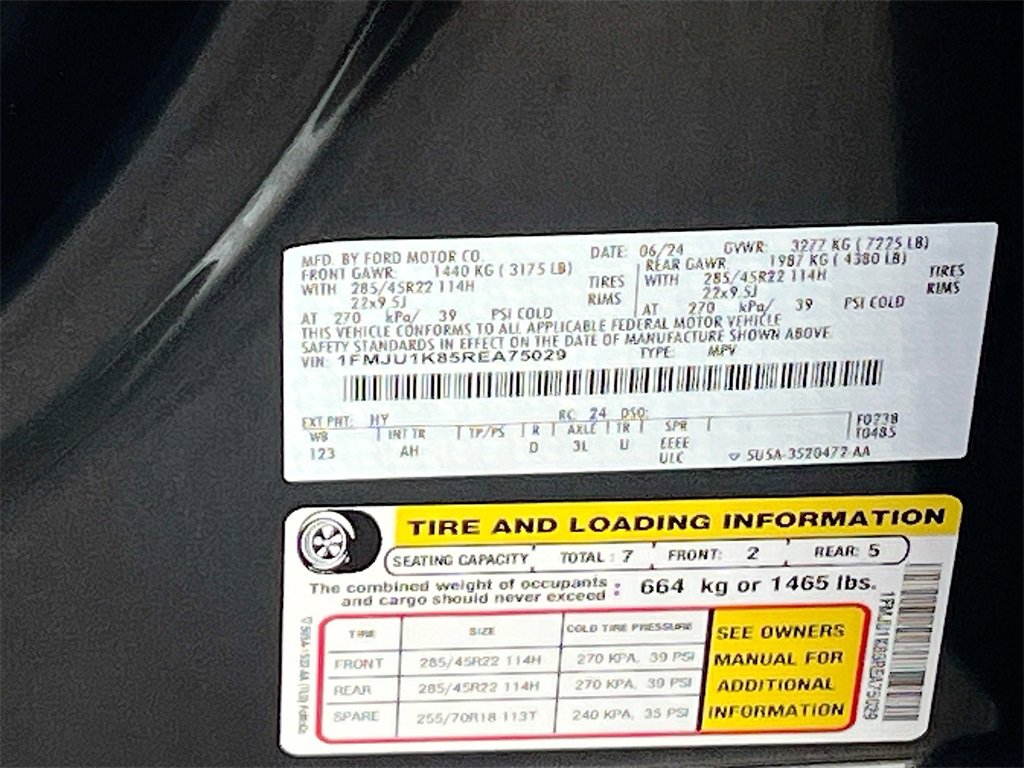 MFD. BY FORD MOTOR CO. DATE: 06/24 GVWR: 3277 KG ( 7225 LB)
FRONT GAWR: 1440 KG ( 3175 LB) REAR GAWR: 1987 KG ( 4380 LB)
WITH 285/45R22 114H TIRES WITH 285/45R22 114H TIRES
22x9.5J RIMS 22x9.5J RIMS
AT 270 kPa/ 39 PSI COLD AT 270 kPa/ 39 PSI COLD
THIS VEHICLE CONFORMS TO ALL APPLICABLE FEDERAL MOTOR VEHICLE
SAFETY STANDARDS IN EFFECT ON THE DATE OF MANUFACTURE SHOWN ABOVE.
VIN: 1FMJU1K85REA75029 TYPE: MPV
EXT PNT: HY RC: 24 DSO: F0238
WB INT TR TP/PS R AXLE TR SPR T0485
123 AH D 3L U EEEE
ULC 5U5A-3520472-AA
TIRE AND LOADING INFORMATION
SEATING CAPACITY TOTAL : 7 FRONT: 2 REAR: 5
The combined weight of occupants and cargo should never exceed : 664 kg or 1465 lbs.
TIRE SIZE COLD TIRE PRESSURE
FRONT 285/45R22 114H 270 KPA, 39 PSI
REAR 285/45R22 114H 270 KPA, 39 PSI
SPARE 255/70R18 113T 240 KPA, 35 PSI
SEE OWNERS
MANUAL FOR
ADDITIONAL
INFORMATION
1FMJU1K85REA75029